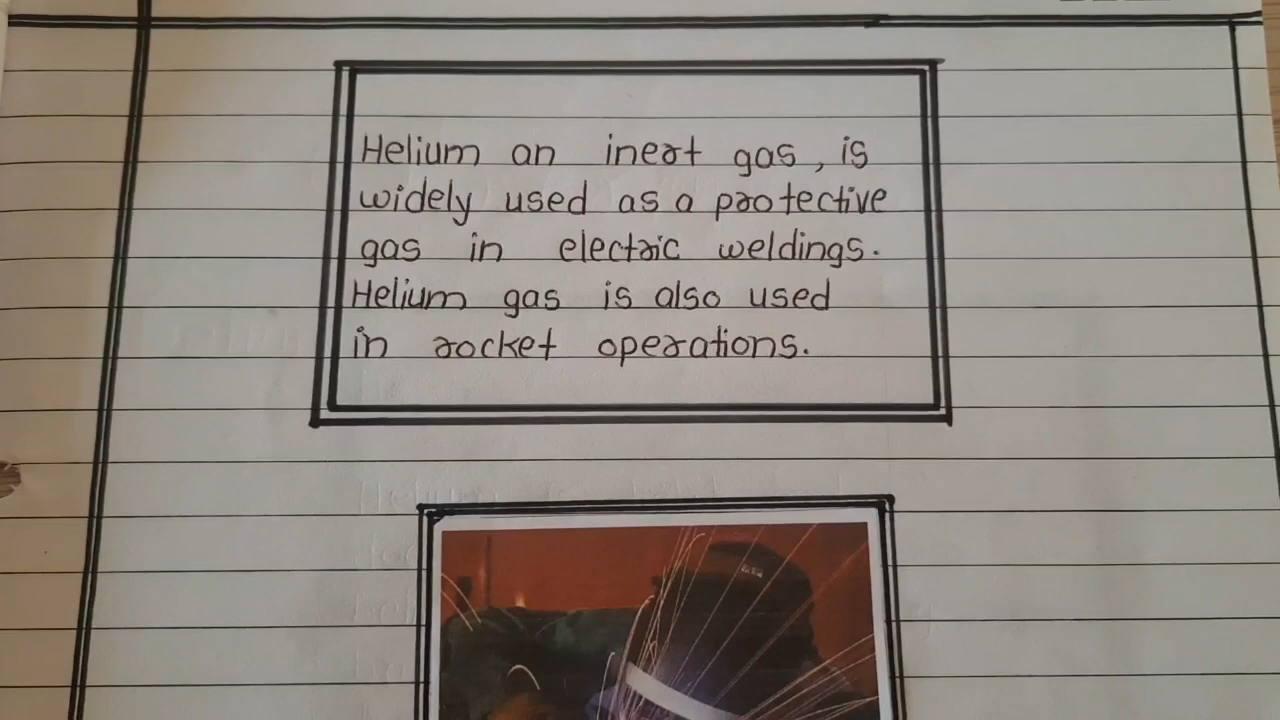 Helium an inert gas, is
widely used as a protective
gas in electric weldings.
Helium gas is also used
in rocket operations.